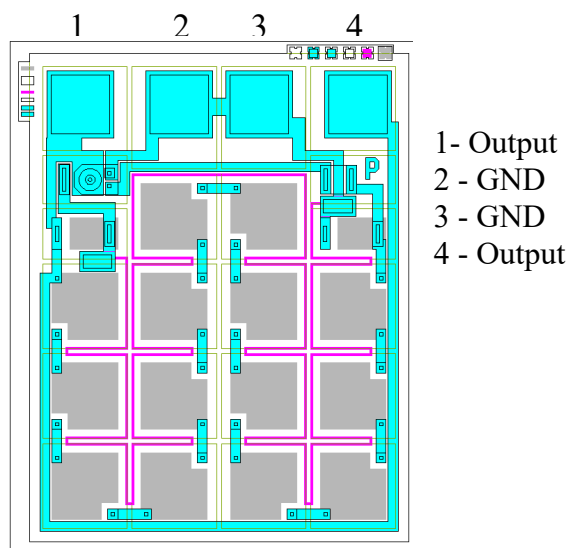 1 2 3 4
1- Output
2 - GND
3 - GND
4 - Output
P